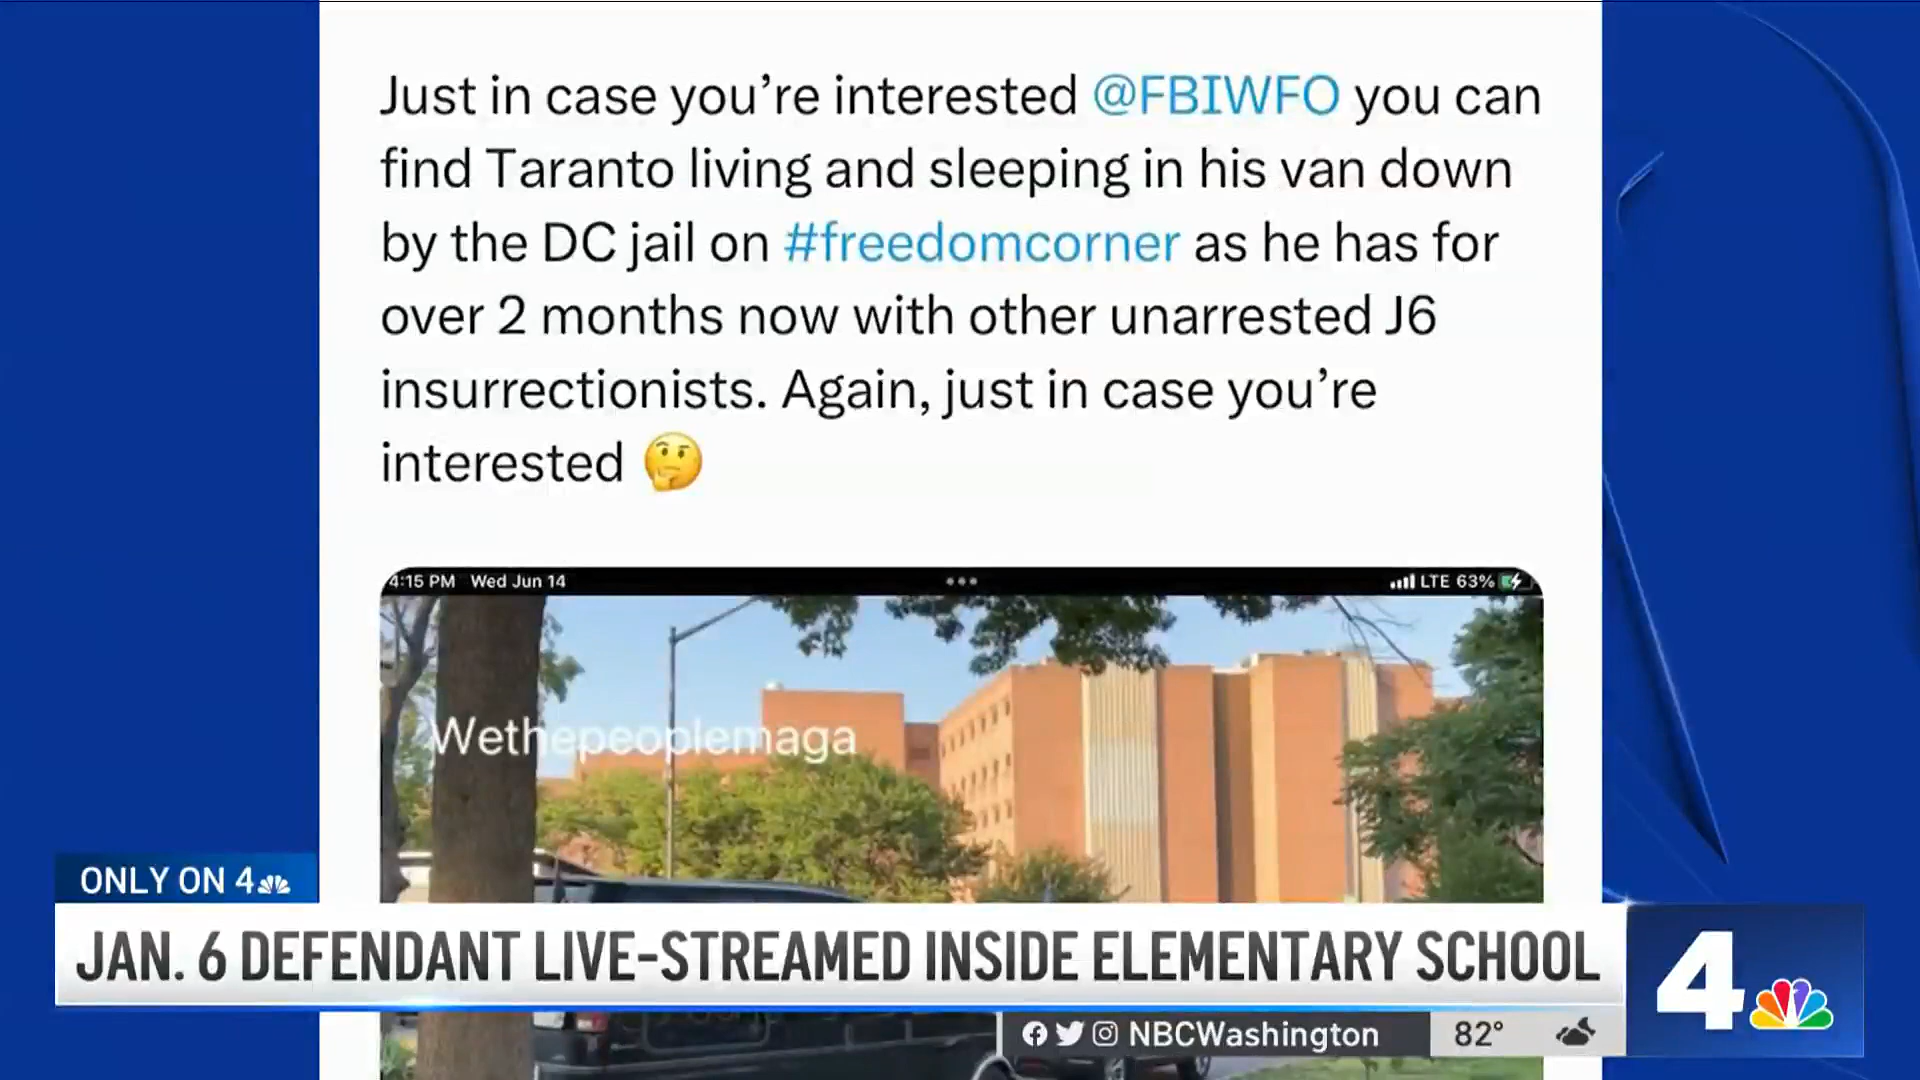 Just in case you’re interested @FBIWFO you can
find Taranto living and sleeping in his van down
by the DC jail on #freedomcorner as he has for
over 2 months now with other unarrested J6
insurrectionists. Again, just in case you’re
interested 🤔
4:15 PM Wed Jun 14
LTE 63%
Wethepeoplemaga
ONLY ON 4
JAN. 6 DEFENDANT LIVE-STREAMED INSIDE ELEMENTARY SCHOOL
4
NBCWashington
82°